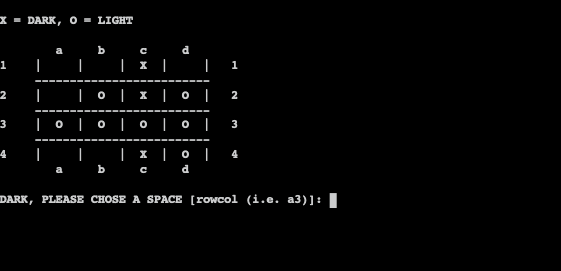 X = DARK, O = LIGHT
a b c d
1 | | | X | | 1
--------------------------
2 | | O | X | O | 2
--------------------------
3 | O | O | O | O | 3
--------------------------
4 | | | X | O | 4
a b c d
DARK, PLEASE CHOSE A SPACE [rowcol (i.e. a3)]: